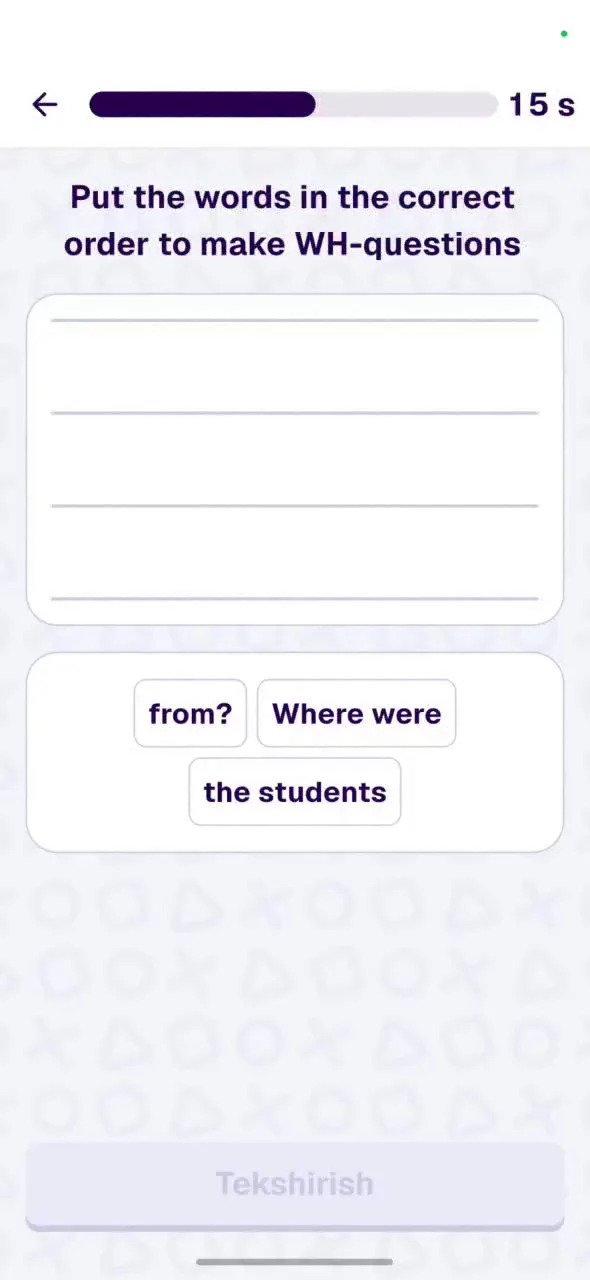 15 s
Put the words in the correct
order to make WH-questions
from? Where were
the students
Tekshirish